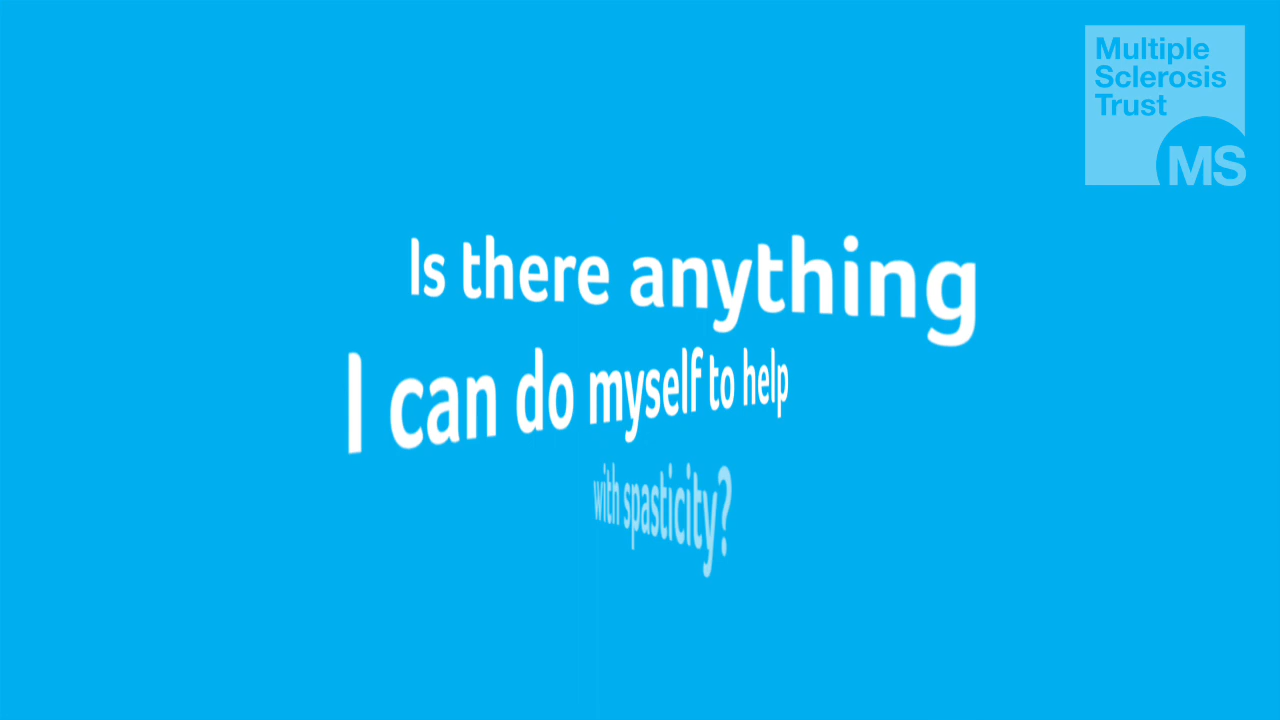 Multiple
Sclerosis
Trust
MS
Is there anything
I can do myself to help
with spasticity?